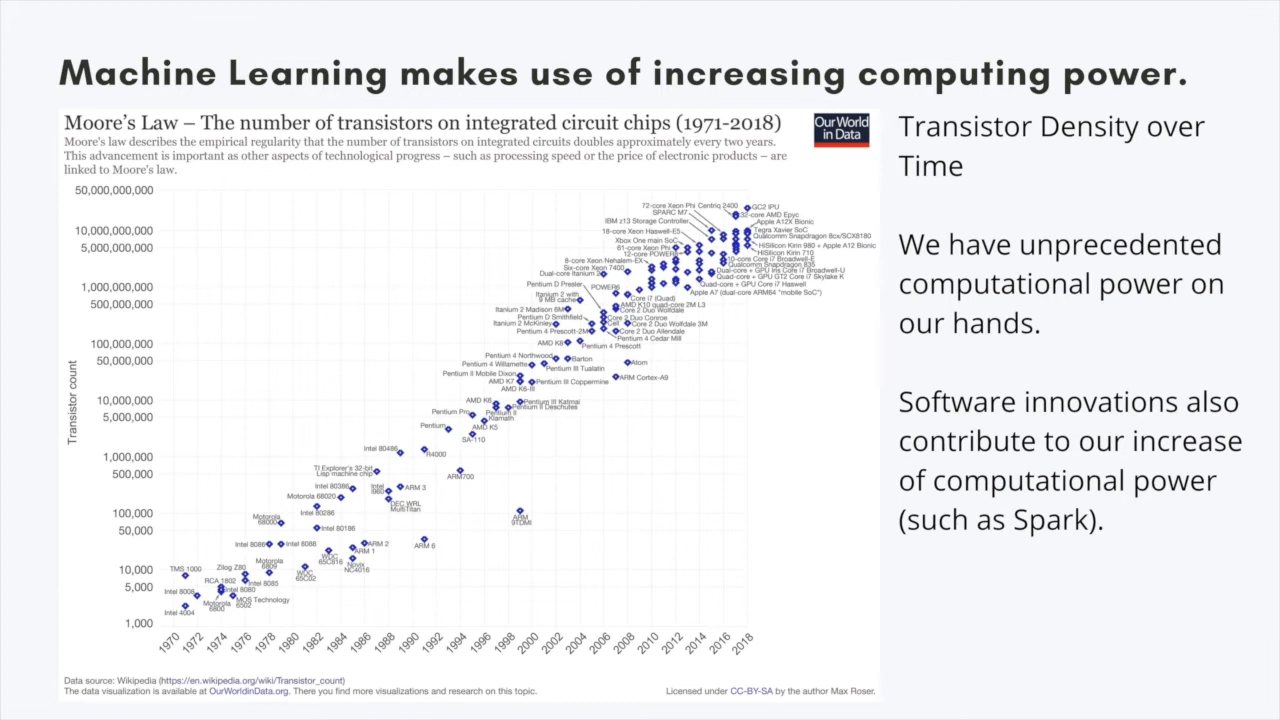 Machine Learning makes use of increasing computing power.
Moore's Law – The number of transistors on integrated circuit chips (1971-2018)
Moore's law describes the empirical regularity that the number of transistors on integrated circuits doubles approximately every two years.
This advancement is important as other aspects of technological progress – such as processing speed or the price of electronic products – are
linked to Moore's law.
Our World
in Data
Transistor Density over
Time
We have unprecedented
computational power on
our hands.
Software innovations also
contribute to our increase
of computational power
(such as Spark).
Transistor count
50,000,000,000
10,000,000,000
5,000,000,000
1,000,000,000
500,000,000
100,000,000
50,000,000
10,000,000
5,000,000
1,000,000
500,000
100,000
50,000
10,000
5,000
1,000
72-core Xeon Phi
Centriq 2400
GC2 IPU
SPARC M7
32-core AMD Epyc
IBM z13 Storage Controller
Apple A12X Bionic
Tegra Xavier SoC
18-core Xeon Haswell-E5
Qualcomm Snapdragon 8cx/SCX8180
Xbox One main SoC
HiSilicon Kirin 980 + Apple A12 Bionic
61-core Xeon Phi
HiSilicon Kirin 710
12-core POWER8
10-core Core i7 Broadwell-E
8-core Xeon Nehalem-EX
Qualcomm Snapdragon 835
Six-core Xeon 7400
Dual-core + GPU Iris Core i7 Broadwell-U
Dual-core Itanium 2
Quad-core + GPU GT2 Core i7 Skylake K
Pentium D Presler
Quad-core + GPU Core i7 Haswell
POWER6
Apple A7 (dual-core ARM64 "mobile SoC")
Itanium 2 with
9 MB cache
Core i7 (Quad)
AMD K10 quad-core 2M L3
Itanium 2 Madison 6M
Core 2 Duo Wolfdale
Pentium D Smithfield
Core 2 Duo Conroe
Itanium 2 McKinley
Cell
Core 2 Duo Wolfdale 3M
Pentium 4 Prescott-2M
Core 2 Duo Allendale
Pentium 4 Cedar Mill
AMD K8
Pentium 4 Prescott
Pentium 4 Northwood
Barton
Atom
Pentium 4 Willamette
Pentium III Tualatin
Pentium II Mobile Dixon
ARM Cortex-A9
AMD K7
Pentium III Coppermine
AMD K6-III
AMD K6
Pentium III Katmai
Pentium II Deschutes
Pentium Pro
Pentium II
Klamath
Pentium
AMD K5
SA-110
Intel 80486
R4000
TI Explorer's 32-bit
Lisp machine chip
ARM700
Intel 80386
Intel
i960
ARM 3
Motorola 68020
DEC WRL
MultiTitan
Intel 80286
Motorola
68000
ARM
9TDMI
Intel 80186
Intel 8086
Intel 8088
ARM 2
ARM 6
ARM 1
WDC
65C816
Novix
NC4016
TMS 1000
Zilog Z80
Motorola
6809
WDC
65C02
RCA 1802
Intel 8085
Intel 8008
Intel 8080
Motorola
6800
MOS Technology
6502
Intel 4004
1970
1972
1974
1976
1978
1980
1982
1984
1986
1988
1990
1992
1994
1996
1998
2000
2002
2004
2006
2008
2010
2012
2014
2016
2018
Data source: Wikipedia (https://en.wikipedia.org/wiki/Transistor_count)
The data visualization is available at OurWorldinData.org. There you find more visualizations and research on this topic.
Licensed under CC-BY-SA by the author Max Roser.